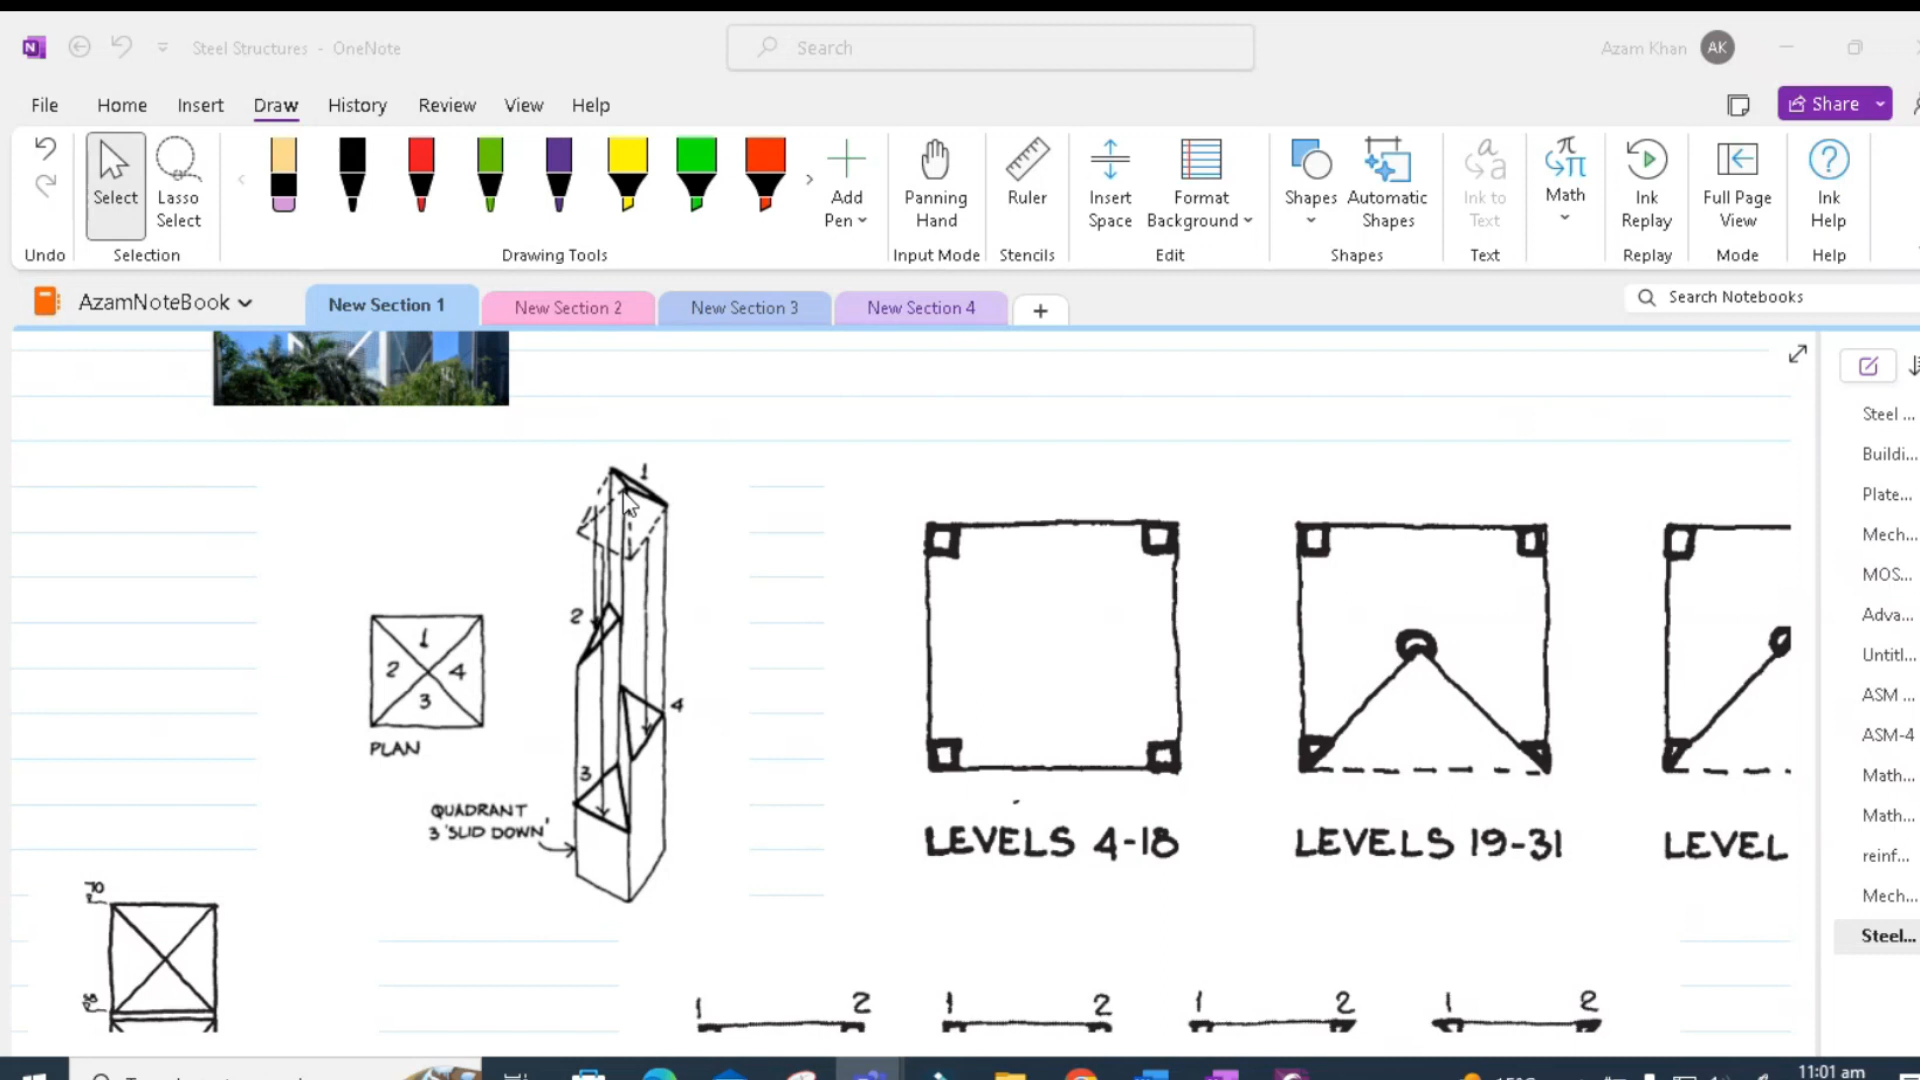 Steel Structures - OneNote
Search
Azam Khan AK
File Home Insert Draw History Review View Help
Share
Select
Lasso Select
Add Pen
Panning Hand
Ruler
Insert Space
Format Background
Shapes
Automatic Shapes
Ink to Text
Math
Ink Replay
Full Page View
Ink Help
Undo Selection Drawing Tools Input Mode Stencils Edit Shapes Text Replay Mode Help
AzamNoteBook New Section 1 New Section 2 New Section 3 New Section 4 +
Search Notebooks
Steel ...
Buildi...
Plate...
Mech...
MOS...
Adva...
Untitl...
ASM ...
ASM-4
Math...
Math...
reinf...
Mech...
Steel...
1
2
4
3
1
2 4
3
PLAN
QUADRANT
3 'SLID DOWN'
LEVELS 4-18
LEVELS 19-31
LEVEL
70
38
1 2 1 2 1 2 1 2
11:01 am